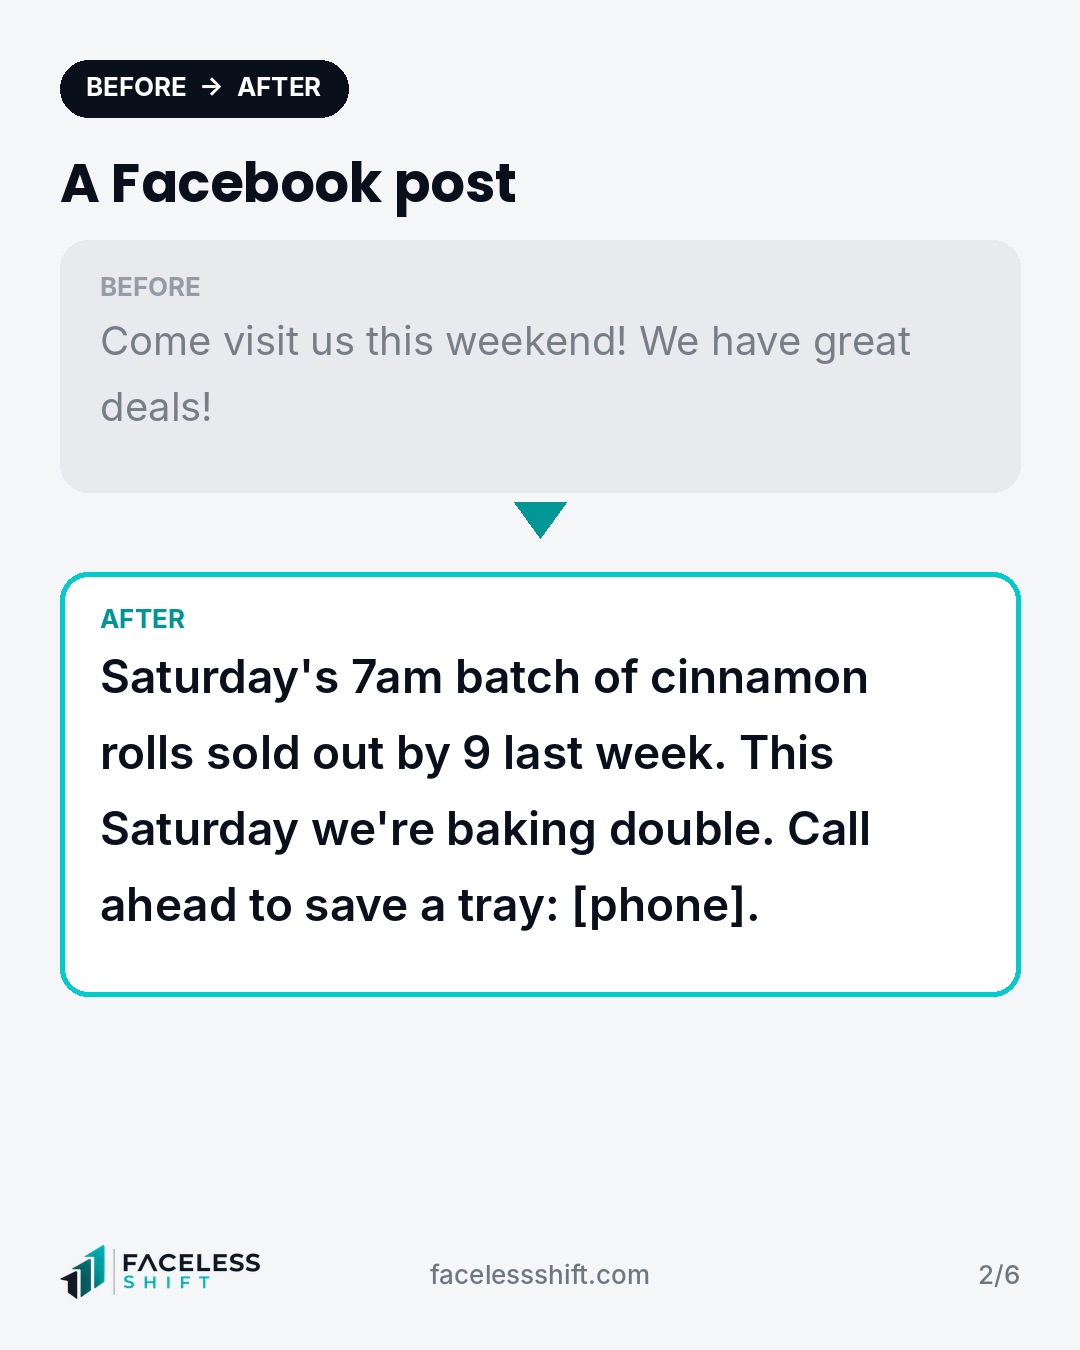 BEFORE → AFTER
A Facebook post
BEFORE
Come visit us this weekend! We have great
deals!
AFTER
Saturday's 7am batch of cinnamon
rolls sold out by 9 last week. This
Saturday we're baking double. Call
ahead to save a tray: [phone].
FACELESS
SHIFT
facelessshift.com
2/6